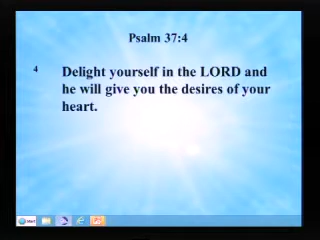 Psalm 37:4
4 Delight yourself in the LORD and
he will give you the desires of your
heart.
Start